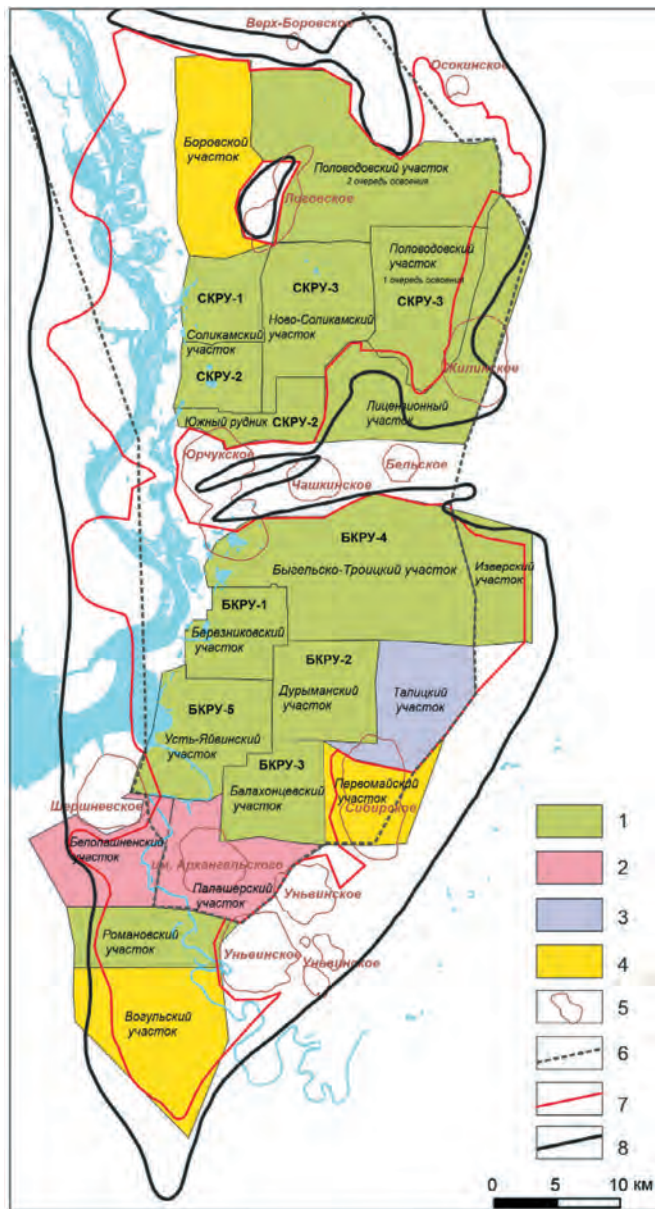 Верх-Боровское
Осокинское
Боровской
участок
Половодовский участок
2 очередь освоения
Логовское
Половодовский
участок
1 очередь освоения
СКРУ-3
СКРУ-1
Соликамский
участок
СКРУ-3
Ново-Соликамский
участок
СКРУ-2
Жилинское
Южный рудник
СКРУ-2
Лицензионный
участок
Юрчукское
Чашкинское
Бельское
БКРУ-4
Быгельско-Троицкий участок
Изверский
участок
БКРУ-1
Березниковский
участок
БКРУ-2
Дурыманский
участок
Талицкий
участок
БКРУ-5
Усть-Яйвинский
участок
БКРУ-3
Балахонцевский
участок
Первомайский
участок
Сибирское
Шершневское
Белопашненский
участок
им. Архангельского
Палашерский
участок
Уньвинское
Романовский
участок
Уньвинское
Уньвинское
Вогульский
участок
1
2
3
4
5
6
7
8
0 5 10 км